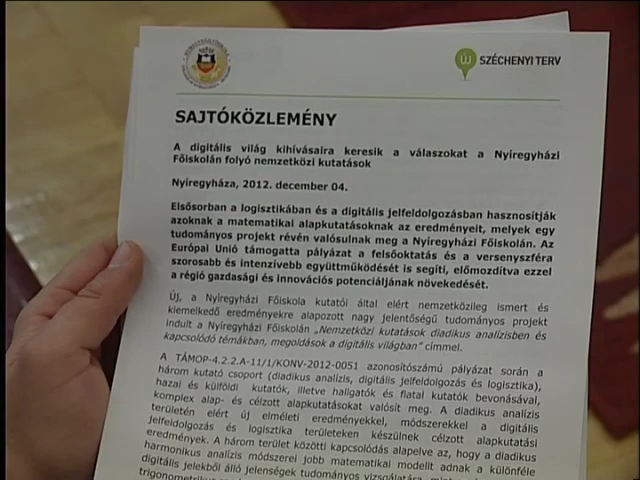 ÚJ
SZÉCHENYI TERV
SAJTÓKÖZLEMÉNY
A digitális világ kihívásaira keresik a válaszokat a Nyíregyházi
Főiskolán folyó nemzetközi kutatások
Nyíregyháza, 2012. december 04.
Elsősorban a logisztikában és a digitális jelfeldolgozásban hasznosítják
azoknak a matematikai alapkutatásoknak az eredményeit, melyek egy
tudományos projekt révén valósulnak meg a Nyíregyházi Főiskolán. Az
Európai Unió támogatta pályázat a felsőoktatás és a versenyszféra
szorosabb és intenzívebb együttműködését is segíti, előmozdítva ezzel
a régió gazdasági és innovációs potenciáljának növekedését.
Új, a Nyíregyházi Főiskola kutatói által elért nemzetközileg ismert és
kiemelkedő eredményekre alapozott nagy jelentőségű tudományos projekt
indult a Nyíregyházi Főiskolán „Nemzetközi kutatások diadikus analízisben és
kapcsolódó témákban, megoldások a digitális világban" címmel.
A TÁMOP-4.2.2.A-11/1/KONV-2012-0051 azonosítószámú pályázat során a
három kutató csoport (diadikus analízis, digitális jelfeldolgozás és logisztika),
hazai és külföldi kutatók, illetve hallgatók és fiatal kutatók bevonásával,
komplex alap- és célzott alapkutatásokat valósít meg. A diadikus analízis
területén elért új elméleti eredményekkel, módszerekkel a digitális
jelfeldolgozás és logisztika területeken készülnek célzott alapkutatási
eredmények. A három terület közötti kapcsolódás alapelve az, hogy a diadikus
harmonikus analízis módszerei jobb matematikai modellt adnak a különféle
digitális jelekből álló jelenségek tudományos vizsgálatára, mint